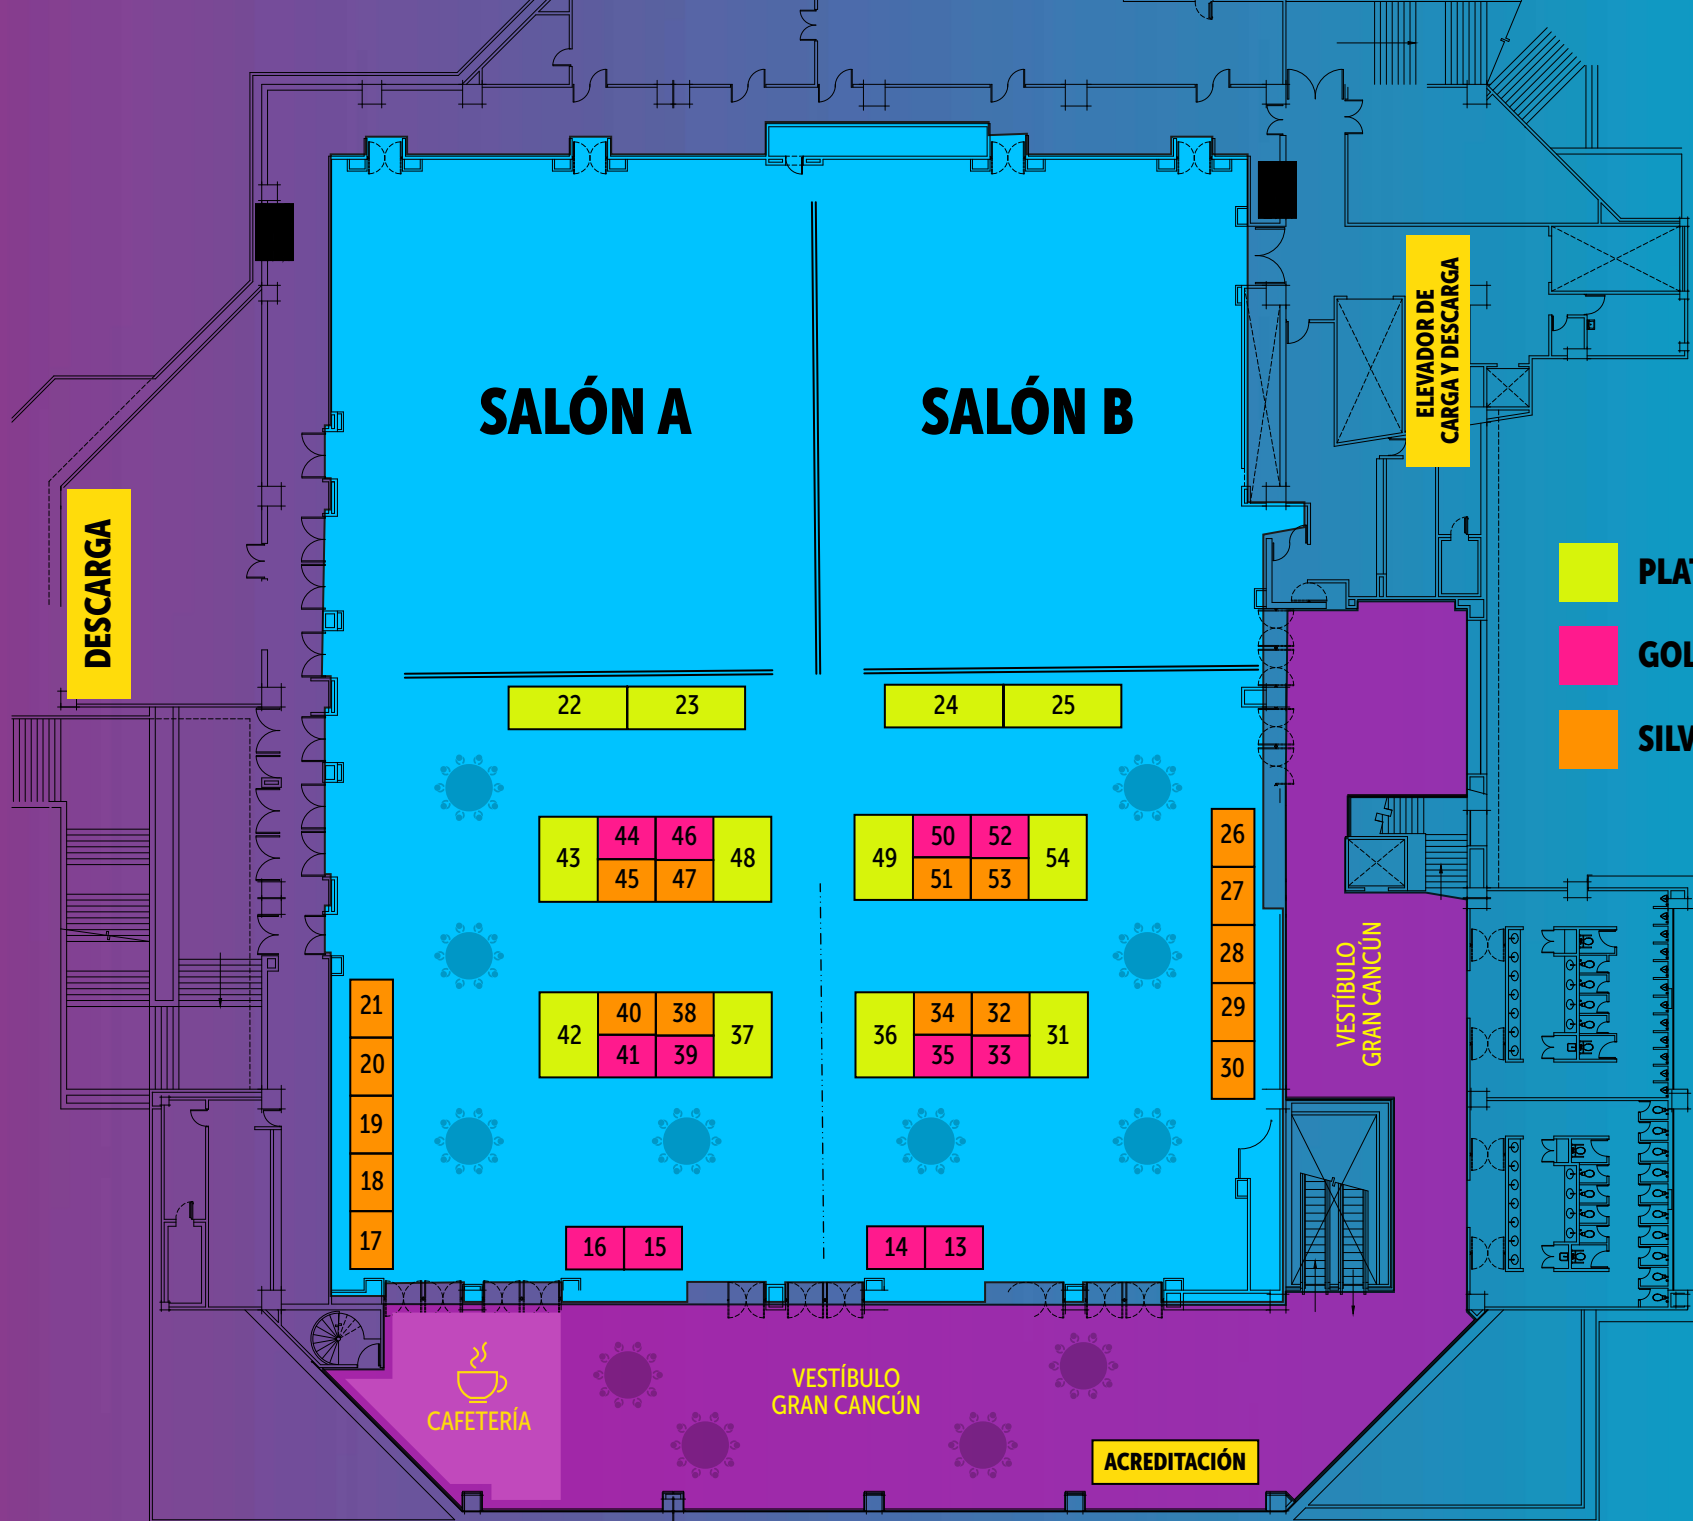 SALÓN A
SALÓN B
ELEVADOR DE
CARGA Y DESCARGA
DESCARGA
PLAT
GOL
SILV
22 23
24 25
43 44 46 48
45 47
49 50 52 54
51 53
26
27
28
29
30
42 40 38 37
41 39
36 34 32 31
35 33
21
20
19
18
17
16 15
14 13
VESTÍBULO
GRAN CANCÚN
CAFETERÍA
VESTÍBULO
GRAN CANCÚN
ACREDITACIÓN